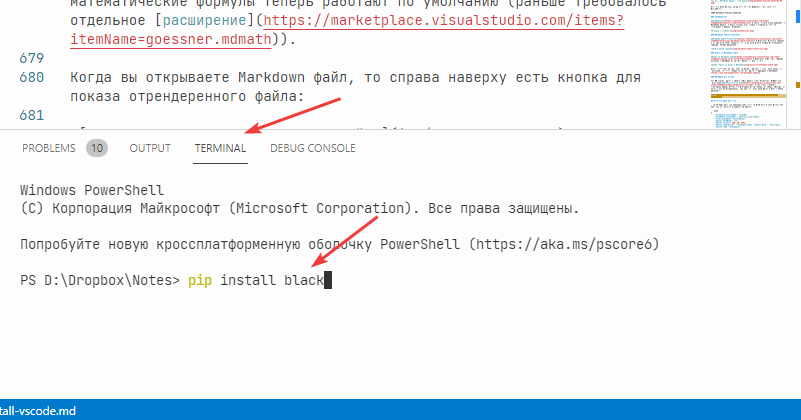 математические формулы теперь работают по умолчанию (раньше требовалось
отдельное [расширение](https://marketplace.visualstudio.com/items?
itemName=goessner.mdmath)).
679
680 Когда вы открываете Markdown файл, то справа наверху есть кнопка для
показа отрендеренного файла:
681
PROBLEMS 10 OUTPUT TERMINAL DEBUG CONSOLE
Windows PowerShell
(C) Корпорация Майкрософт (Microsoft Corporation). Все права защищены.
Попробуйте новую кроссплатформенную оболочку PowerShell (https://aka.ms/pscore6)
PS D:\Dropbox\Notes> pip install black
tall-vscode.md